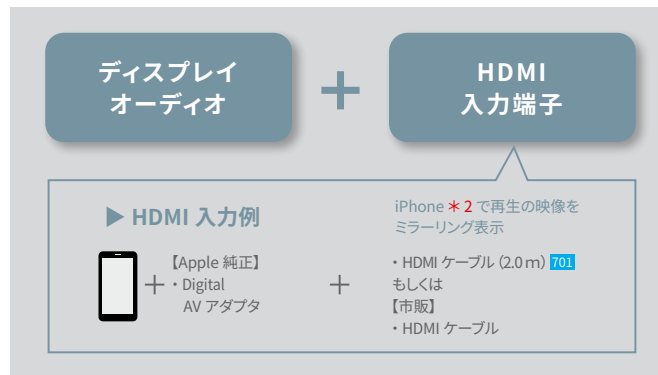 ディスプレイ
オーディオ
+
HDMI
入力端子
▶ HDMI 入力例
+
【Apple 純正】
・Digital
AV アダプタ
+
iPhone＊2で再生の映像を
ミラーリング表示
・HDMI ケーブル（2.0ｍ）701
もしくは
【市販】
・HDMI ケーブル